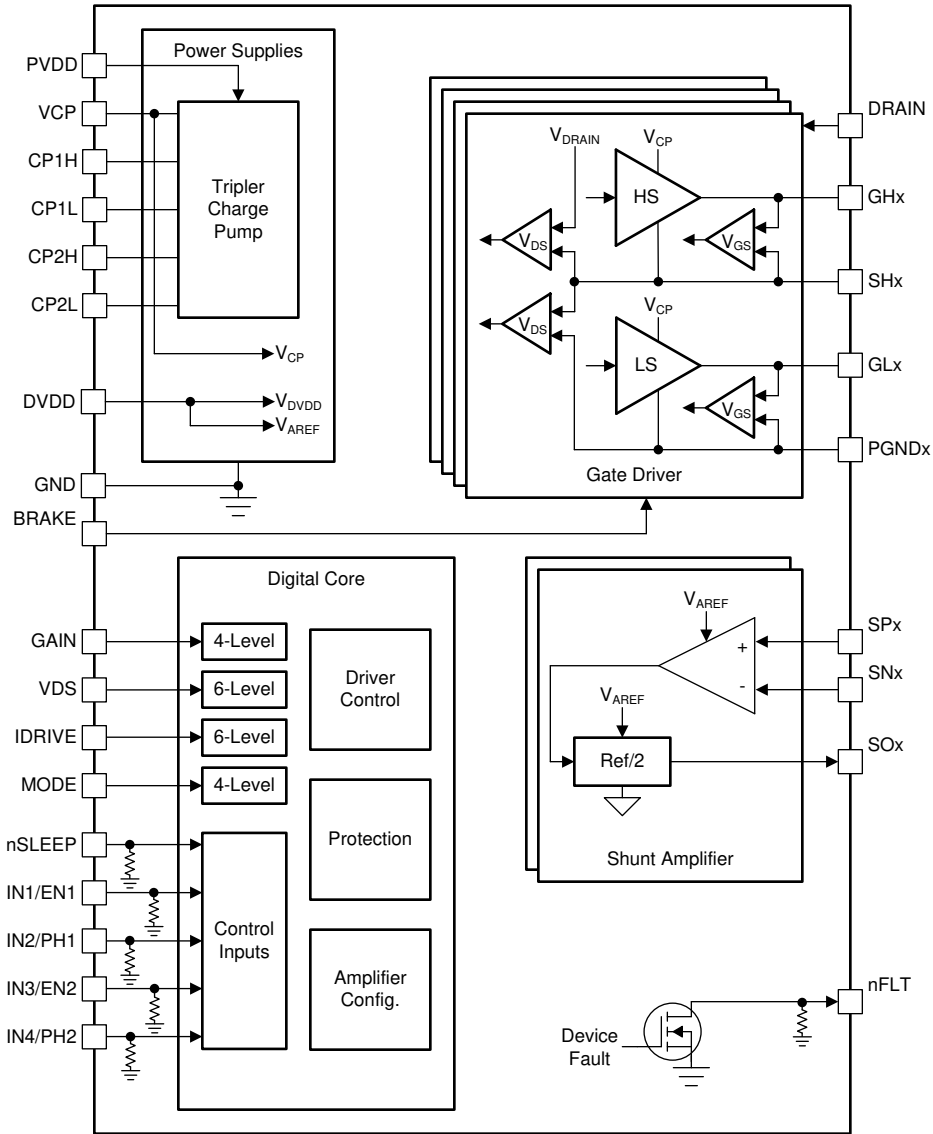 Power Supplies
PVDD
VCP
CP1H
CP1L
CP2H
CP2L
Tripler
Charge
Pump
VCP
DVDD
VDVDD
VAREF
GND
BRAKE
DRAIN
VDRAIN
VCP
HS
GHx
VDS
VGS
SHx
VDS
VCP
LS
GLx
VGS
PGNDx
Gate Driver
Digital Core
GAIN
4-Level
VDS
6-Level
IDRIVE
6-Level
MODE
4-Level
Driver
Control
nSLEEP
IN1/EN1
IN2/PH1
IN3/EN2
IN4/PH2
Control
Inputs
Protection
Amplifier
Config.
VAREF
SPx
+
SNx
-
VAREF
Ref/2
SOx
Shunt Amplifier
nFLT
Device
Fault